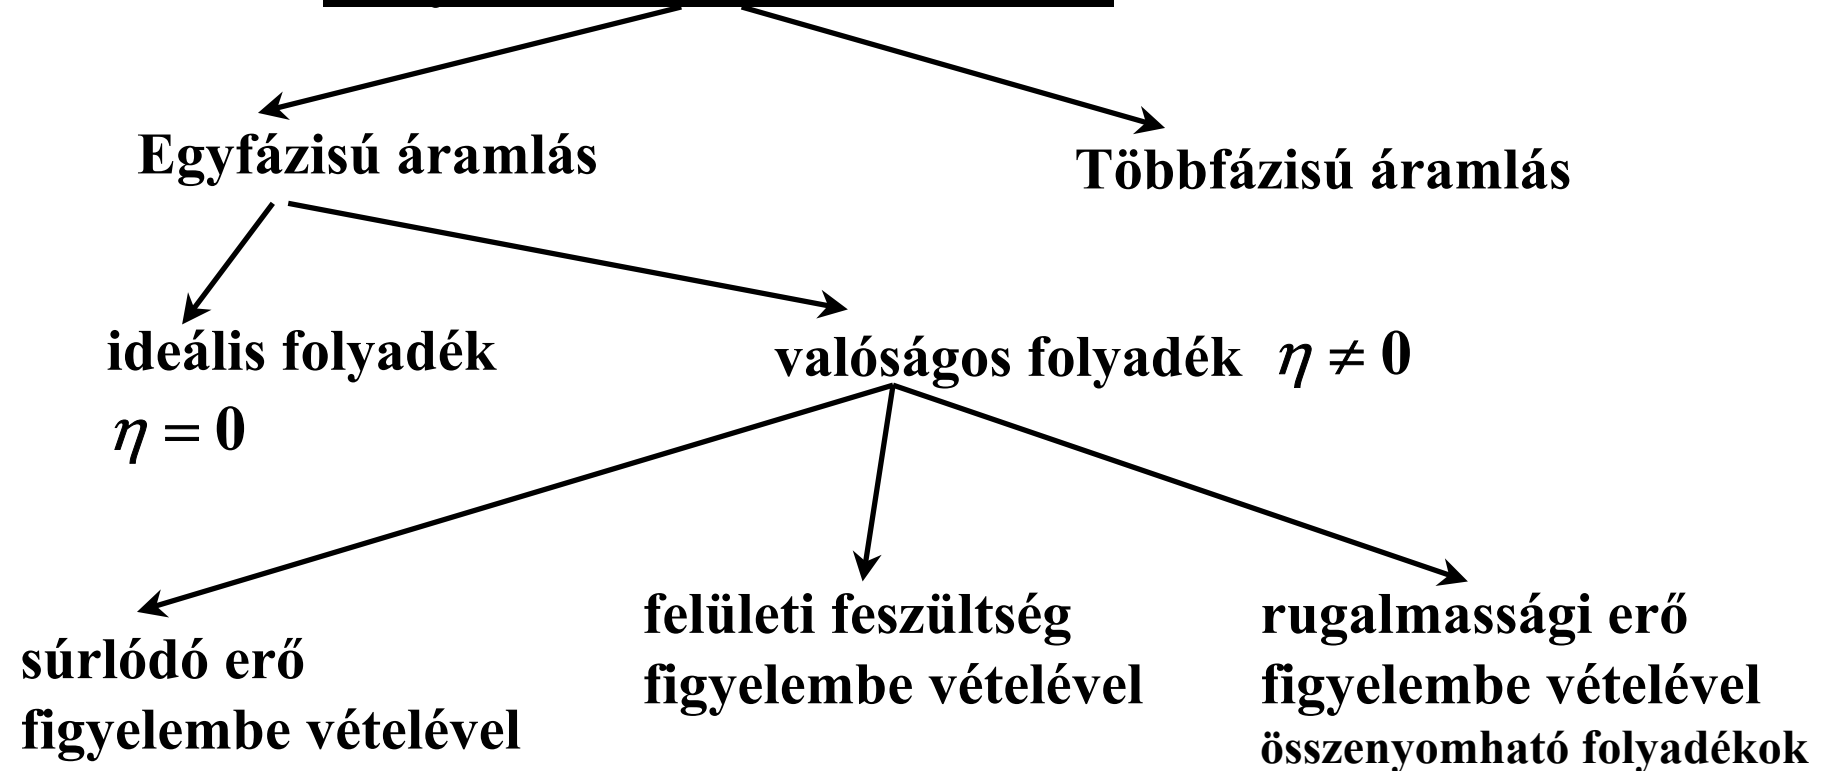 Egyfázisú áramlás
Többfázisú áramlás
ideális folyadék
η = 0
valóságos folyadék η ≠ 0
súrlódó erő
figyelembe vételével
felületi feszültség
figyelembe vételével
rugalmassági erő
figyelembe vételével
összenyomható folyadékok